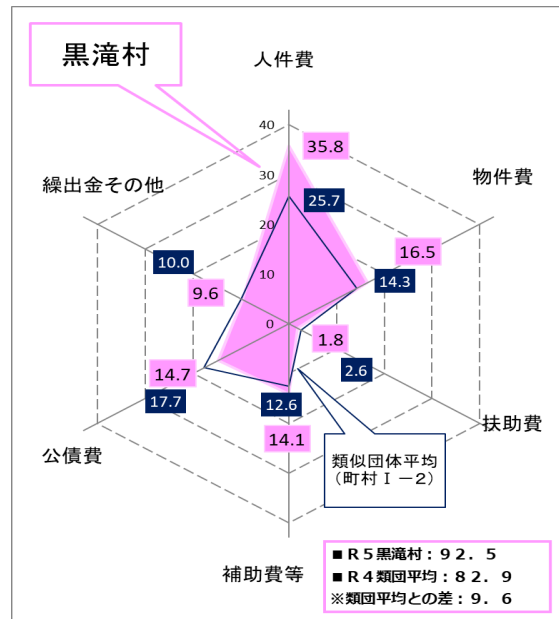 黒滝村
人件費
40
35.8
30
繰出金その他
物件費
25.7
20
16.5
10.0
14.3
10
9.6
0
1.8
14.7
2.6
17.7
12.6
扶助費
14.1
公債費
類似団体平均
(町村Ⅰ－2)
補助費等
■Ｒ５黒滝村：９２．５
■Ｒ４類団平均：８２．９
※類団平均との差：９．６